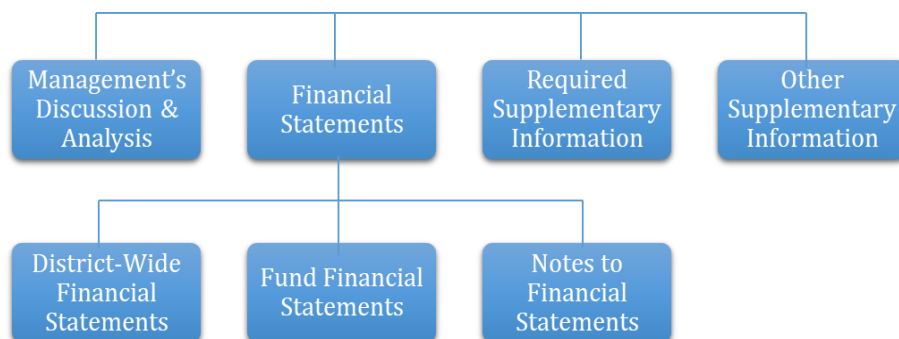 Management's
Discussion &
Analysis
Financial
Statements
Required
Supplementary
Information
Other
Supplementary
Information
District-Wide
Financial
Statements
Fund Financial
Statements
Notes to
Financial
Statements